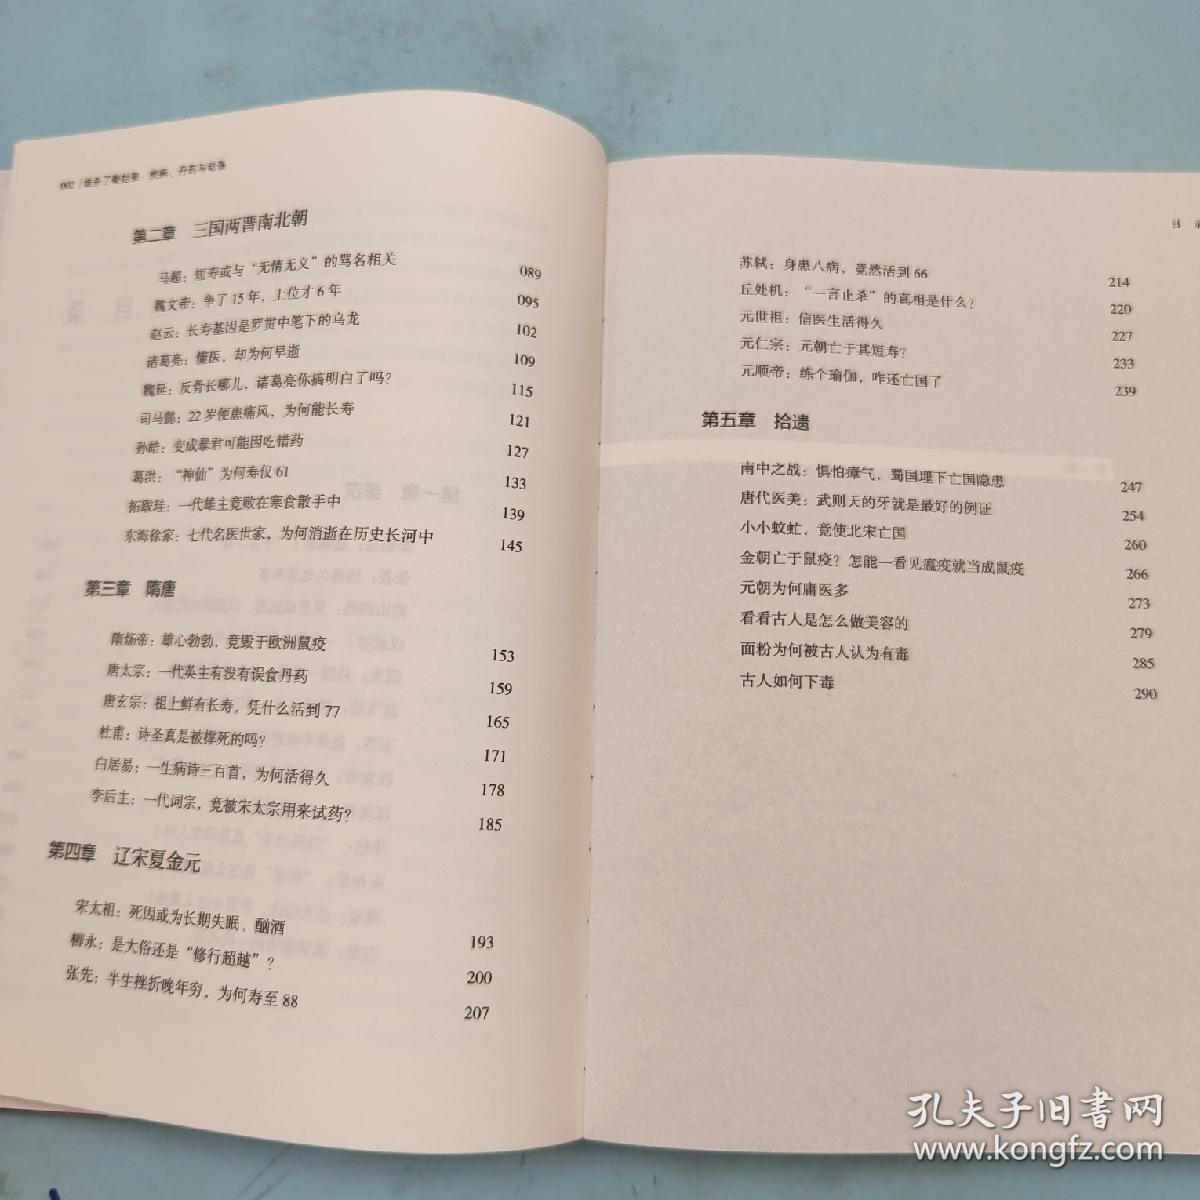 002 | 谁杀了秦始皇：疾病、丹药与动荡
第二章 三国两晋南北朝
马超：短寿或与“无情无义”的骂名相关 089
魏文帝：争了15年，上位才6年 095
赵云：长寿基因是罗贯中笔下的乌龙 102
诸葛亮：懂医，却为何早逝 109
魏延：反骨长哪儿，诸葛亮你搞明白了吗？ 115
司马懿：22岁便患痛风，为何能长寿 121
孙皓：变成暴君可能因吃错药 127
葛洪：“神仙”为何寿仅61 133
拓跋珪：一代雄主竟败在寒食散手中 139
东海徐家：七代名医世家，为何消逝在历史长河中 145
第三章 隋唐
隋炀帝：雄心勃勃，竟毁于欧洲鼠疫 153
唐太宗：一代英主有没有误食丹药 159
唐玄宗：祖上鲜有长寿，凭什么活到77 165
杜甫：诗圣真是被撑死的吗？ 171
白居易：一生病诗三百首，为何活得久 178
李后主：一代词宗，竟被宋太宗用来试药？ 185
第四章 辽宋夏金元
宋太祖：死因或为长期失眠、酗酒 193
柳永：是大俗还是“修行超越”？ 200
张先：半生挫折晚年穷，为何寿至88 207
目 录
苏轼：身患八病，竟然活到66 214
丘处机：“一言止杀”的真相是什么？ 220
元世祖：信医生活得久 227
元仁宗：元朝亡于其短寿？ 233
元顺帝：练个瑜伽，咋还亡国了 239
第五章 拾遗
南中之战：惧怕瘴气，蜀国埋下亡国隐患 247
唐代医美：武则天的牙就是最好的例证 254
小小蚊虻，竟使北宋亡国 260
金朝亡于鼠疫？怎能一看见瘟疫就当成鼠疫 266
元朝为何庸医多 273
看看古人是怎么做美容的 279
面粉为何被古人认为有毒 285
古人如何下毒 290
孔夫子旧书网
www.kongfz.com